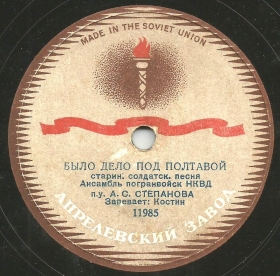 MADE IN THE SOVIET UNION
БЫЛО ДЕЛО ПОД ПОЛТАВОЙ
старин. солдатск. песня
Ансамбль погранвойск НКВД
п.у. А. С. СТЕПАНОВА
Запевает: Костин
11985
АПРЕЛЕВСКИЙ ЗАВОД